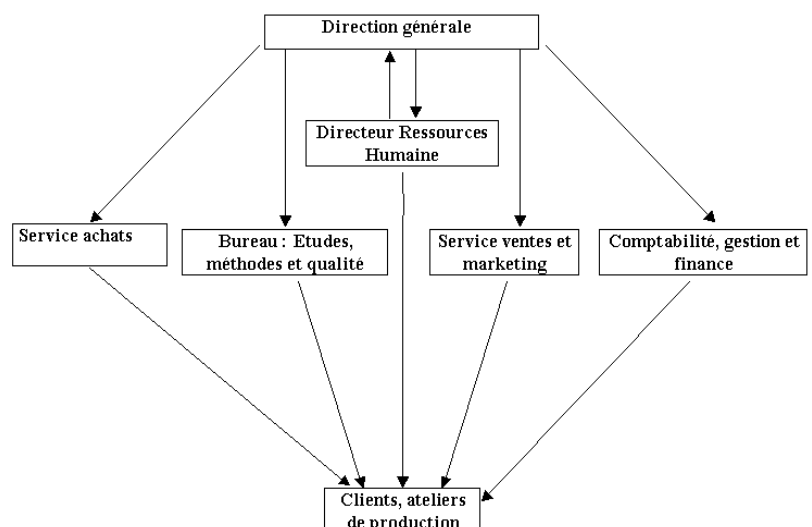 Direction générale
Directeur Ressources
Humaine
Service achats
Bureau : Etudes,
méthodes et qualité
Service ventes et
marketing
Comptabilité, gestion et
finance
Clients, ateliers
de production